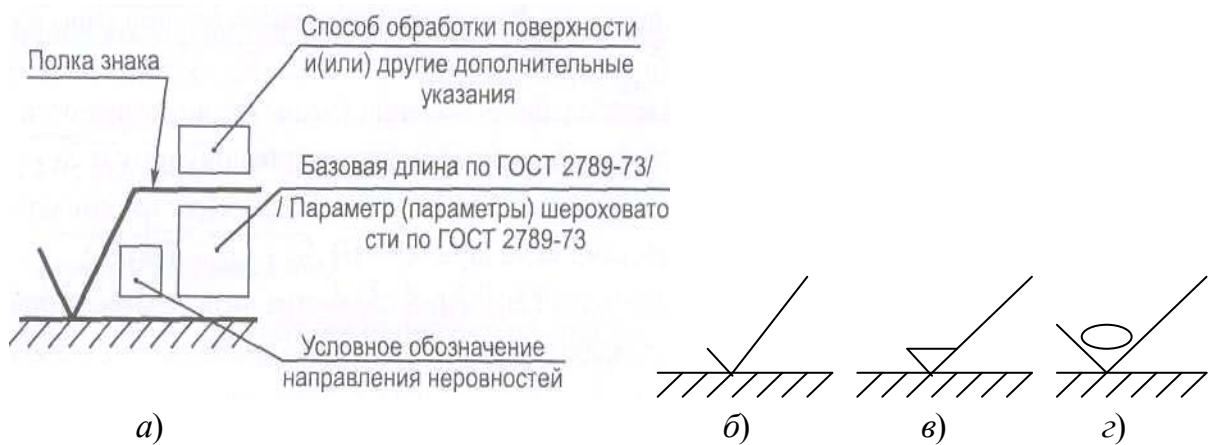 Способ обработки поверхности
и(или) другие дополнительные
указания
Полка знака
Базовая длина по ГОСТ 2789-73/
/ Параметр (параметры) шероховато
сти по ГОСТ 2789-73
Условное обозначение
направления неровностей
а)
б)
в)
г)